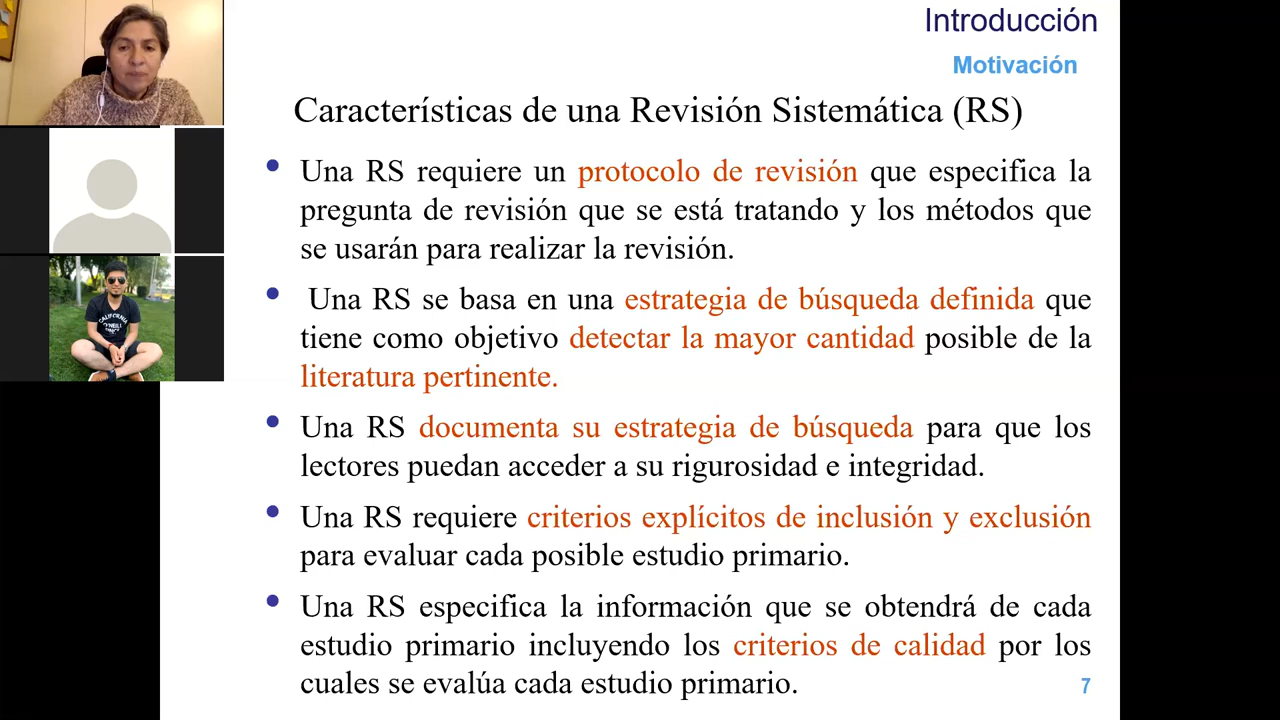 Introducción
Motivación
Características de una Revisión Sistemática (RS)
• Una RS requiere un protocolo de revisión que especifica la
pregunta de revisión que se está tratando y los métodos que
se usarán para realizar la revisión.
• Una RS se basa en una estrategia de búsqueda definida que
tiene como objetivo detectar la mayor cantidad posible de la
literatura pertinente.
• Una RS documenta su estrategia de búsqueda para que los
lectores puedan acceder a su rigurosidad e integridad.
• Una RS requiere criterios explícitos de inclusión y exclusión
para evaluar cada posible estudio primario.
• Una RS especifica la información que se obtendrá de cada
estudio primario incluyendo los criterios de calidad por los
cuales se evalúa cada estudio primario.
7
CALIFORNIA
O'NEILL